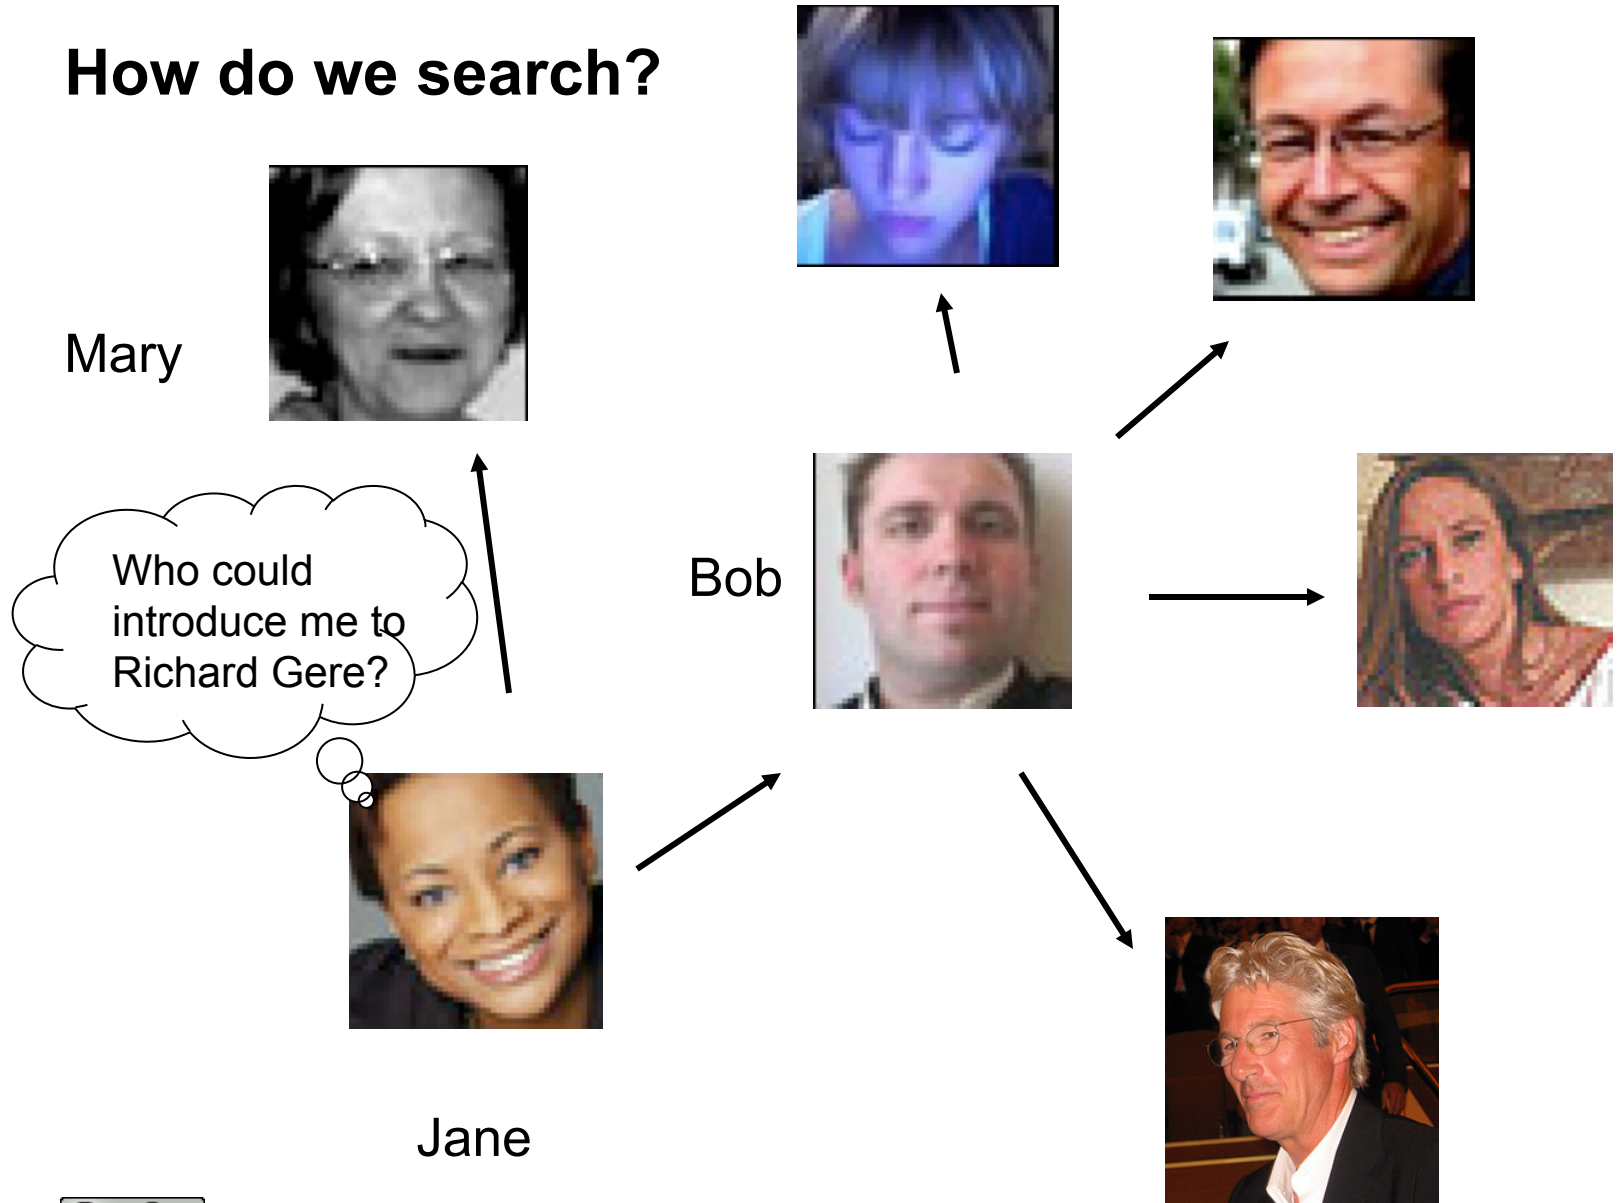 How do we search?
Mary
Who could
introduce me to
Richard Gere?
Bob
Jane